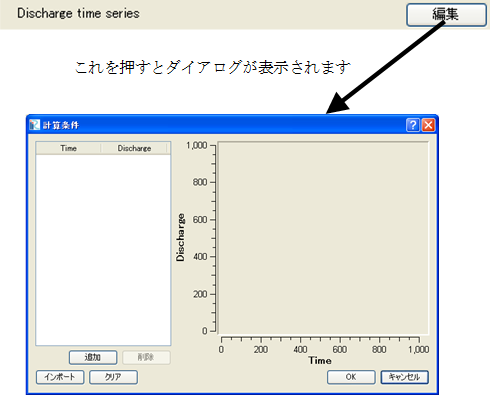 Discharge time series 編集
これを押すとダイアログが表示されます
計算条件
Time Discharge
1,000
800
600
400
200
0
Discharge
0 200 400 600 800 1,000
Time
追加 削除
インポート クリア OK キャンセル